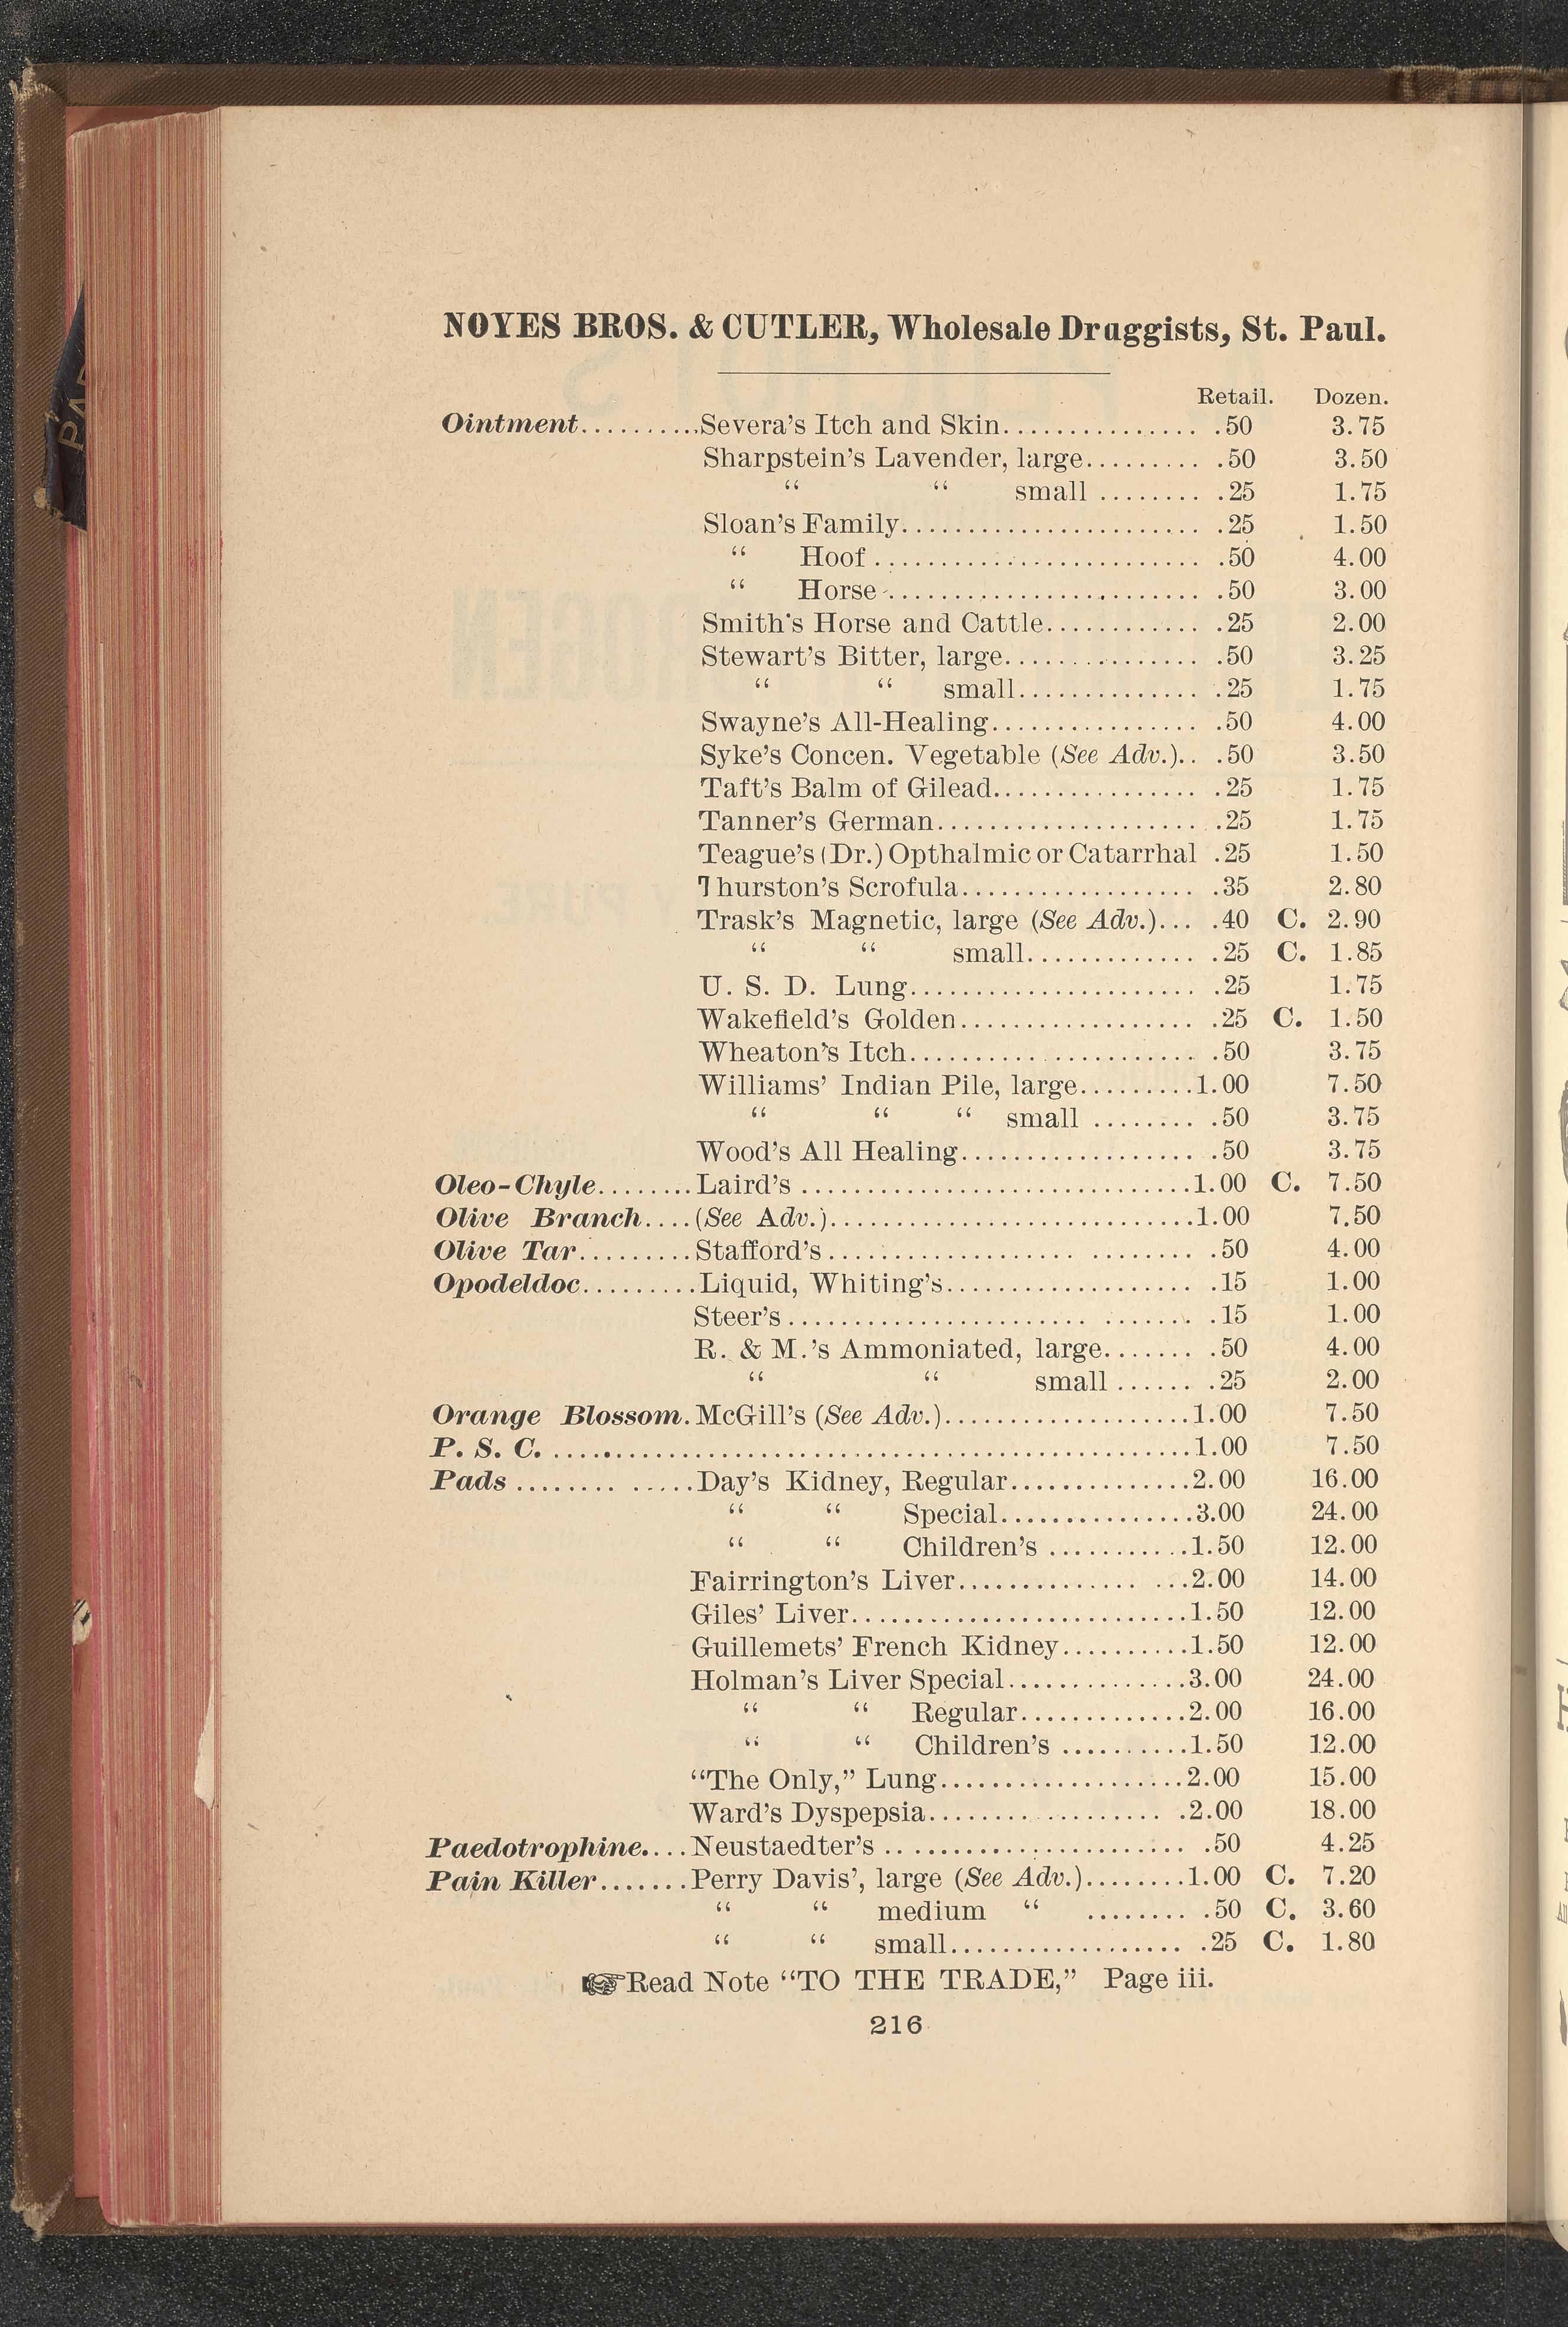 NOYES BROS. & CUTLER, Wholesale Druggists, St. Paul.
Retail. Dozen.
Ointment..........Severa's Itch and Skin............... .50 3.75
Sharpstein's Lavender, large......... .50 3.50
“ “ small ........ .25 1.75
Sloan's Family....................... .25 1.50
“ Hoof ......................... .50 4.00
“ Horse ........................ .50 3.00
Smith's Horse and Cattle............ .25 2.00
Stewart's Bitter, large............... .50 3.25
“ “ small.............. .25 1.75
Swayne's All-Healing................ .50 4.00
Syke's Concen. Vegetable (See Adv.).. .50 3.50
Taft's Balm of Gilead................ .25 1.75
Tanner's German.................... .25 1.75
Teague's (Dr.) Opthalmic or Catarrhal .25 1.50
Thurston's Scrofula.................. .35 2.80
Trask's Magnetic, large (See Adv.)... .40 C. 2.90
“ “ small............. .25 C. 1.85
U. S. D. Lung...................... .25 1.75
Wakefield's Golden.................. .25 C. 1.50
Wheaton's Itch...................... .50 3.75
Williams' Indian Pile, large.........1.00 7.50
“ “ “ small ........ .50 3.75
Wood's All Healing.................. .50 3.75
Oleo-Chyle........Laird's ..............................1.00 C. 7.50
Olive Branch....(See Adv.)............................1.00 7.50
Olive Tar.........Stafford's................... ........ .50 4.00
Opodeldoc.........Liquid, Whiting's................... .15 1.00
Steer's....................... ....... .15 1.00
R. & M.'s Ammoniated, large....... .50 4.00
“ “ small ...... .25 2.00
Orange Blossom.McGill's (See Adv.)...................1.00 7.50
P. S. C. .................................................1.00 7.50
Pads ........ .....Day's Kidney, Regular..............2.00 16.00
“ “ Special...............3.00 24.00
“ “ Children's ...........1.50 12.00
Fairrington's Liver.............. ...2.00 14.00
Giles' Liver..........................1.50 12.00
Guillemets' French Kidney..........1.50 12.00
Holman's Liver Special..............3.00 24.00
“ “ Regular.............2.00 16.00
“ “ Children's ..........1.50 12.00
“The Only,” Lung...................2.00 15.00
Ward's Dyspepsia.................. .2.00 18.00
Paedotrophine....Neustaedter's ....................... .50 4.25
Pain Killer.......Perry Davis', large (See Adv.)........1.00 C. 7.20
“ “ medium “ ........ .50 C. 3.60
“ “ small.................. .25 C. 1.80
☞Read Note “TO THE TRADE,” Page iii.
216